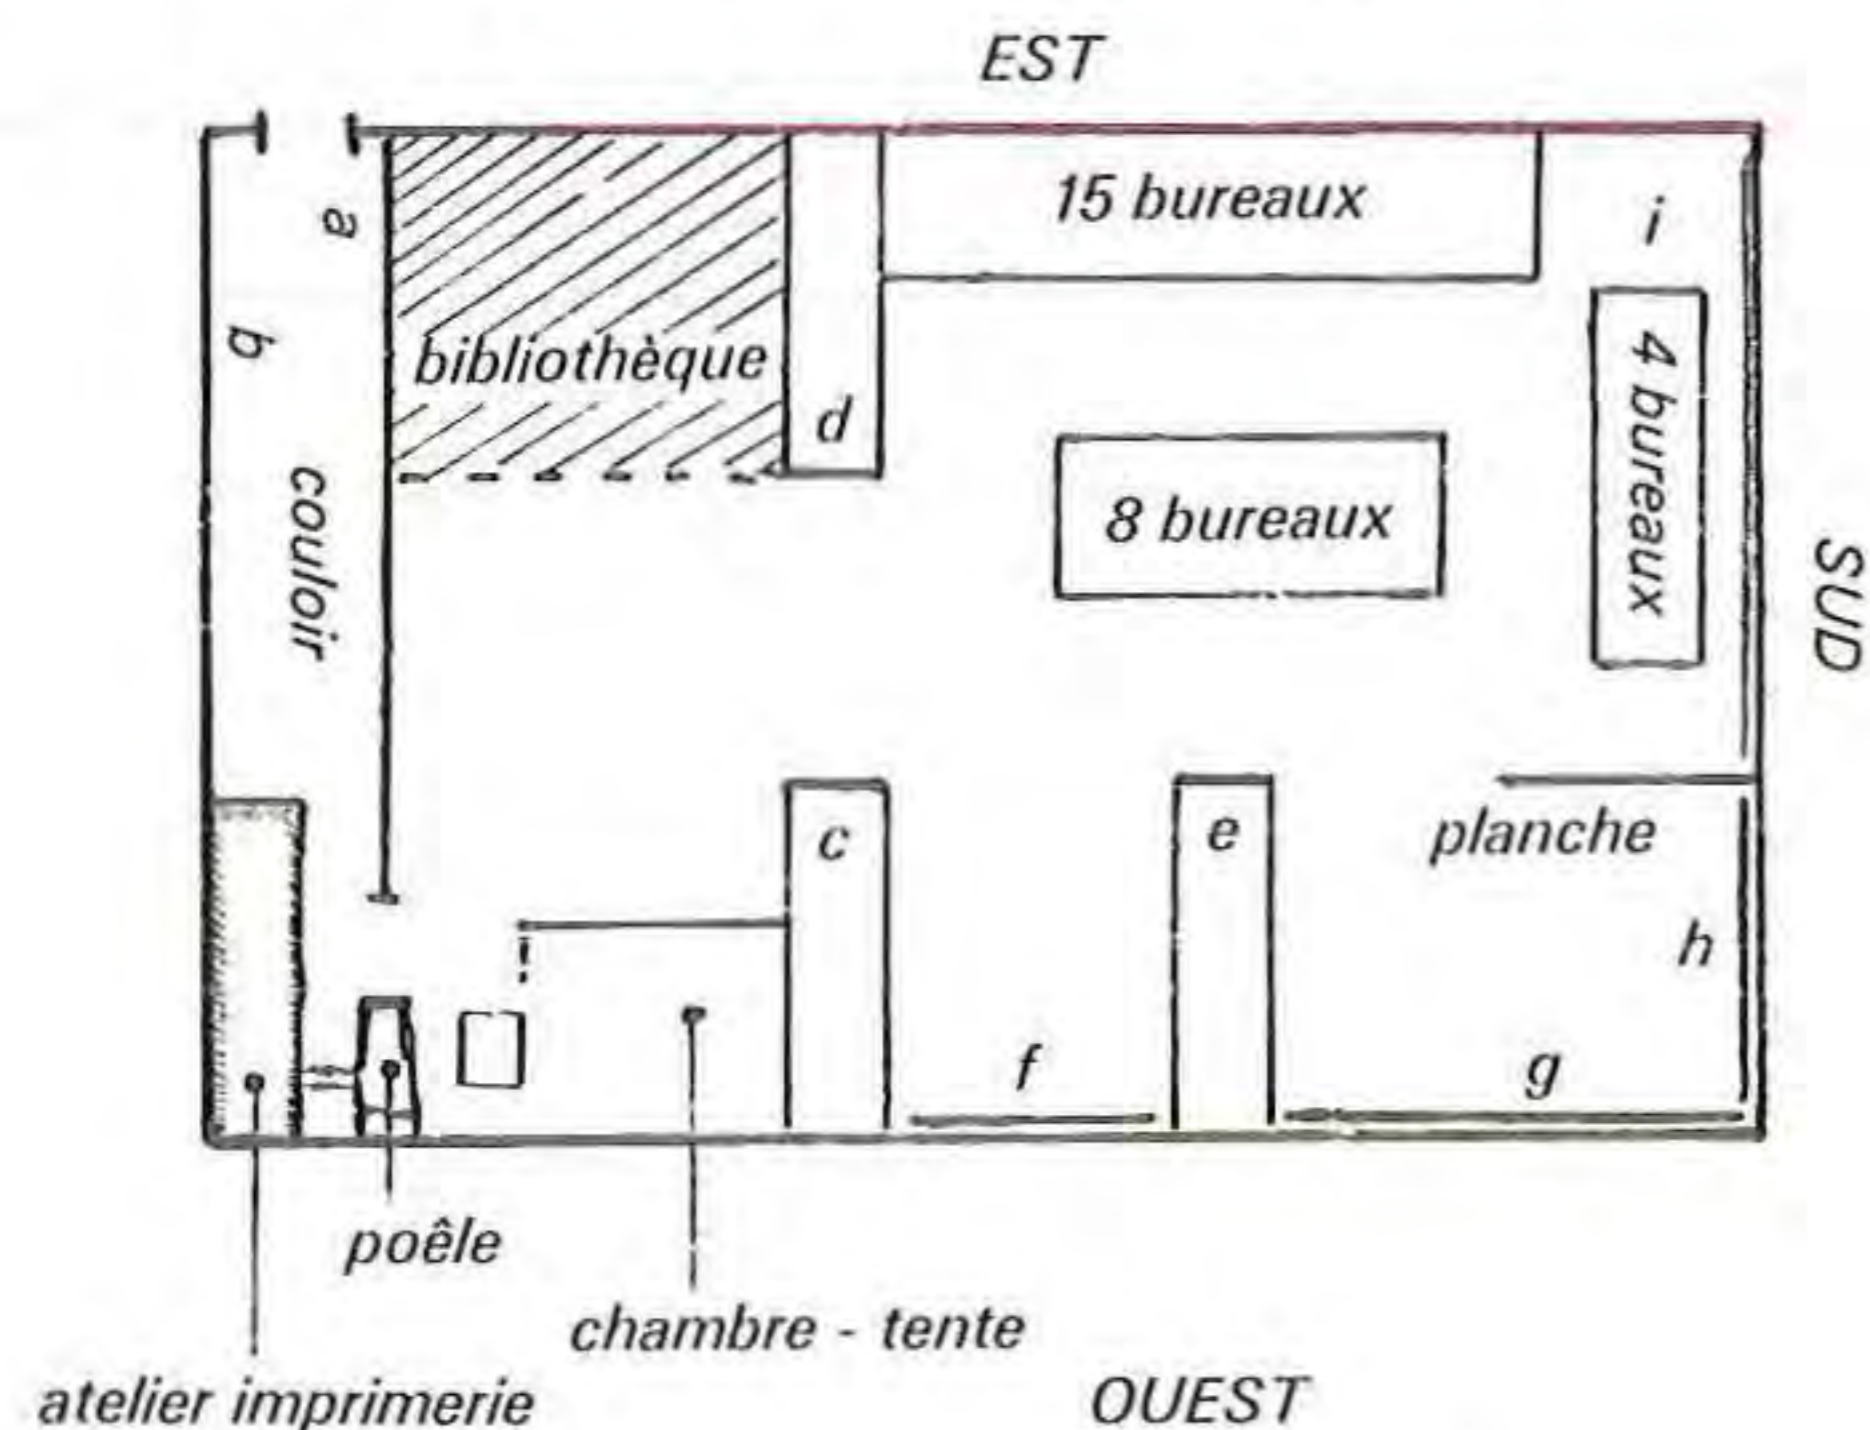 EST
15 bureaux
i
a
b
bibliothèque
d
4 bureaux
8 bureaux
couloir
SUD
c
e
planche
h
f
g
poêle
chambre - tente
atelier imprimerie
OUEST